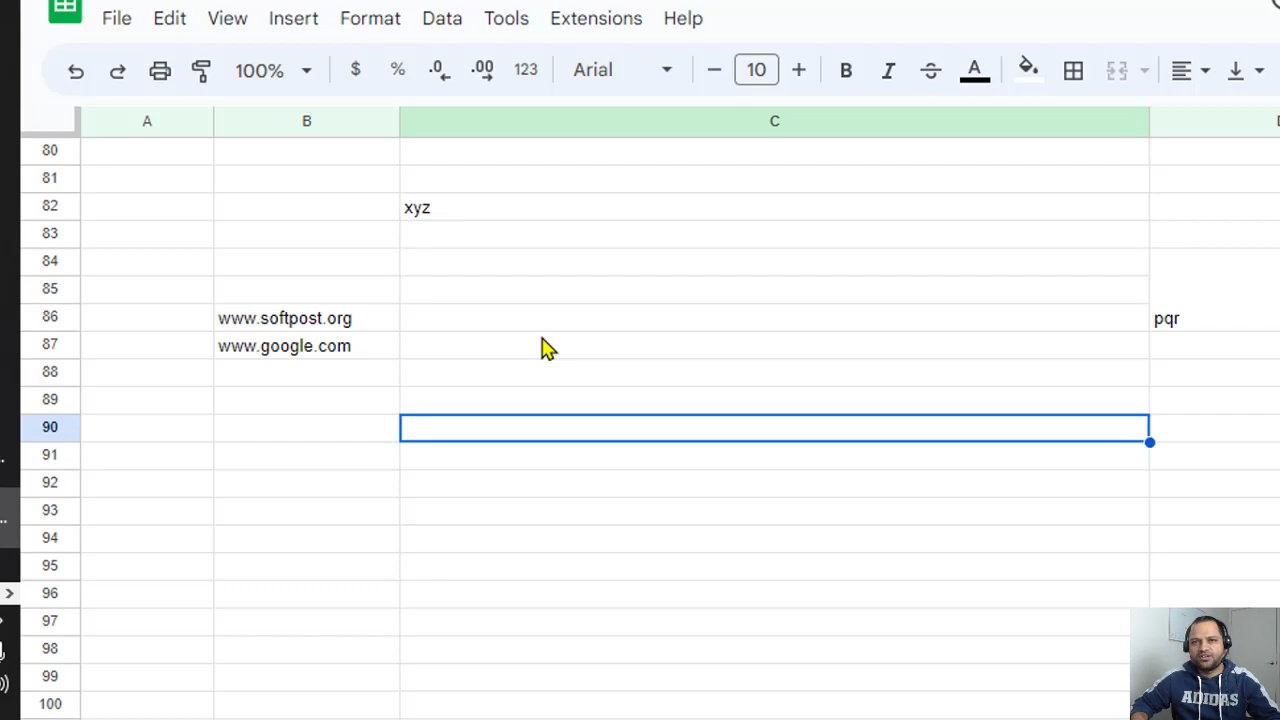 File Edit View Insert Format Data Tools Extensions Help
100% $ % .0 .00 123 Arial 10 B I S A
A B C
80
81
82 xyz
83
84
85
86 www.softpost.org pqr
87 www.google.com
88
89
90
91
92
93
94
95
96
97
98
99
100
ADIDAS